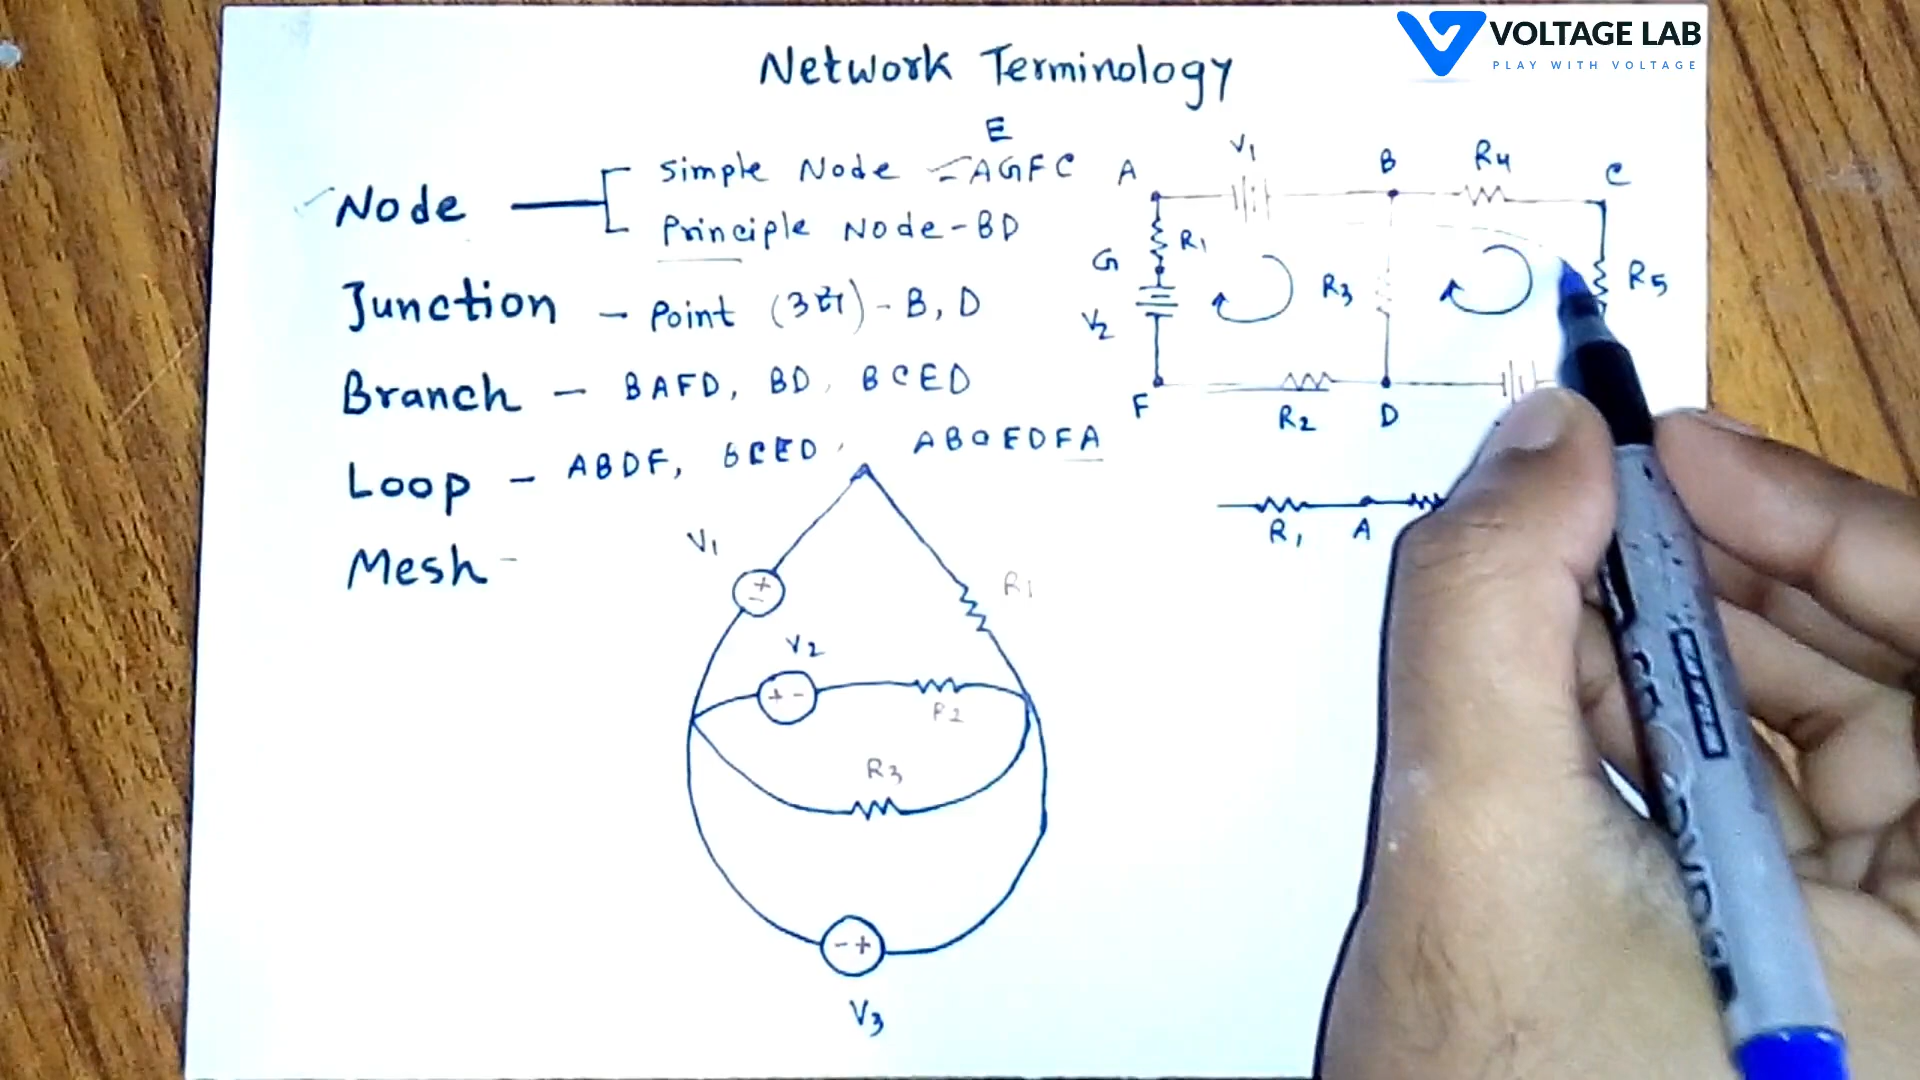 VOLTAGE LAB
PLAY WITH VOLTAGE
Network Terminology
E
Simple Node = AGFC
Node
Principle Node - BD
Junction - Point (3टा) - B, D
Branch - BAFD, BD, BCED
Loop - ABDF, BCED, ABCEDFA
Mesh -
A
V1
B
R4
C
R1
G
R3
R5
V2
F
R2
D
R1
A
V1
R1
V2
R2
R3
- +
V3